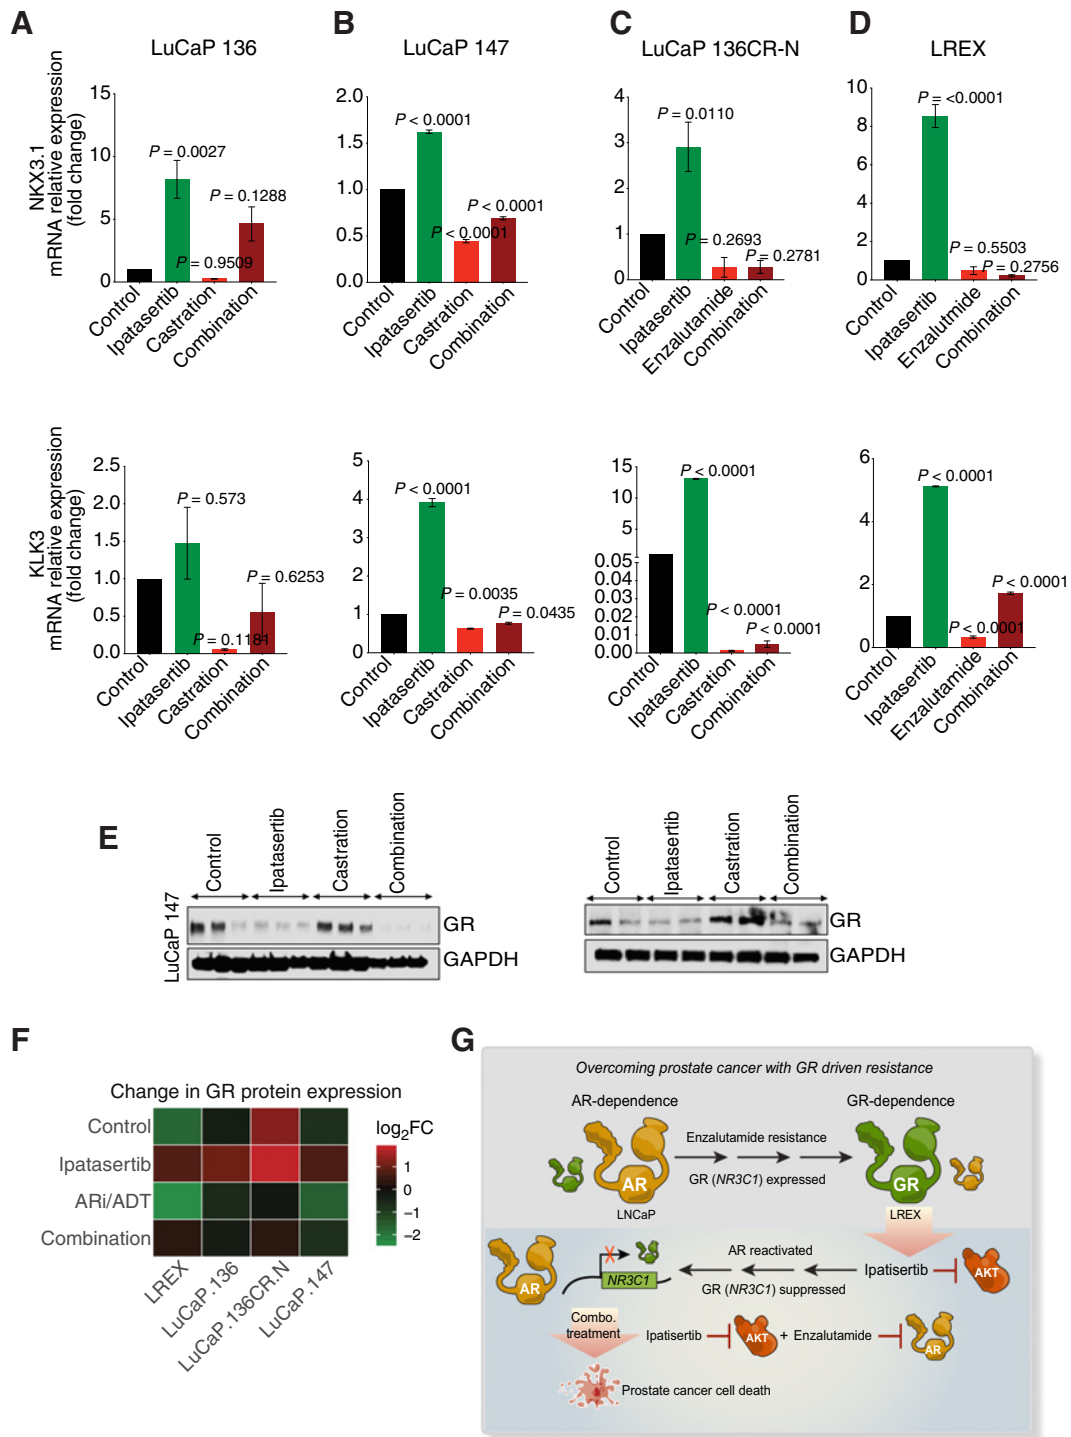 A
LuCaP 136
NKX3.1
mRNA relative expression
(fold change)
15
10
5
0
P = 0.0027
P = 0.1288
P = 0.9509
Control
Ipatasertib
Castration
Combination
B
LuCaP 147
2.0
1.5
1.0
0.5
0.0
P < 0.0001
P < 0.0001
P < 0.0001
Control
Ipatasertib
Castration
Combination
C
LuCaP 136CR-N
4
3
2
1
0
P = 0.0110
P = 0.2693
P = 0.2781
Control
Ipatasertib
Enzalutamide
Combination
D
LREX
10
8
6
4
2
0
P = <0.0001
P = 0.5503
P = 0.2756
Control
Ipatasertib
Enzalutmide
Combination
KLK3
mRNA relative expression
(fold change)
2.5
2.0
1.5
1.0
0.5
0.0
P = 0.573
P = 0.6253
P = 0.1181
Control
Ipatasertib
Castration
Combination
5
4
3
2
1
0
P < 0.0001
P = 0.0035
P = 0.0435
Control
Ipatasertib
Castration
Combination
15
10
5
0.05
0.04
0.03
0.02
0.01
0.00
P < 0.0001
P < 0.0001
P < 0.0001
Control
Ipatasertib
Castration
Combination
6
4
2
0
P < 0.0001
P < 0.0001
P < 0.0001
Control
Ipatasertib
Enzalutamide
Combination
E
LuCaP 147
Control
Ipatasertib
Castration
Combination
GR
GAPDH
Control
Ipatasertib
Castration
Combination
GR
GAPDH
F
Change in GR protein expression
Control
Ipatasertib
ARi/ADT
Combination
LREX
LuCaP.136
LuCaP.136CR.N
LuCaP.147
log2FC
1
0
−1
−2
G
Overcoming prostate cancer with GR driven resistance
AR-dependence
GR-dependence
Enzalutamide resistance
GR (NR3C1) expressed
AR
GR
LNCaP
LREX
AR
NR3C1
AR reactivated
GR (NR3C1) suppressed
Ipatisertib
AKT
Combo.
treatment
Ipatisertib
AKT
+ Enzalutamide
AR
Prostate cancer cell death